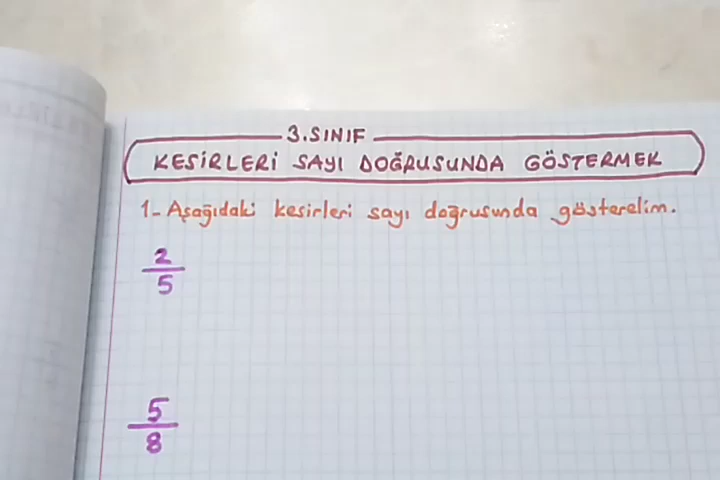 3.SINIF
KESİRLERİ SAYI DOĞRUSUNDA GÖSTERMEK
1- Aşağıdaki kesirleri sayı doğrusunda gösterelim.
2
5
5
8